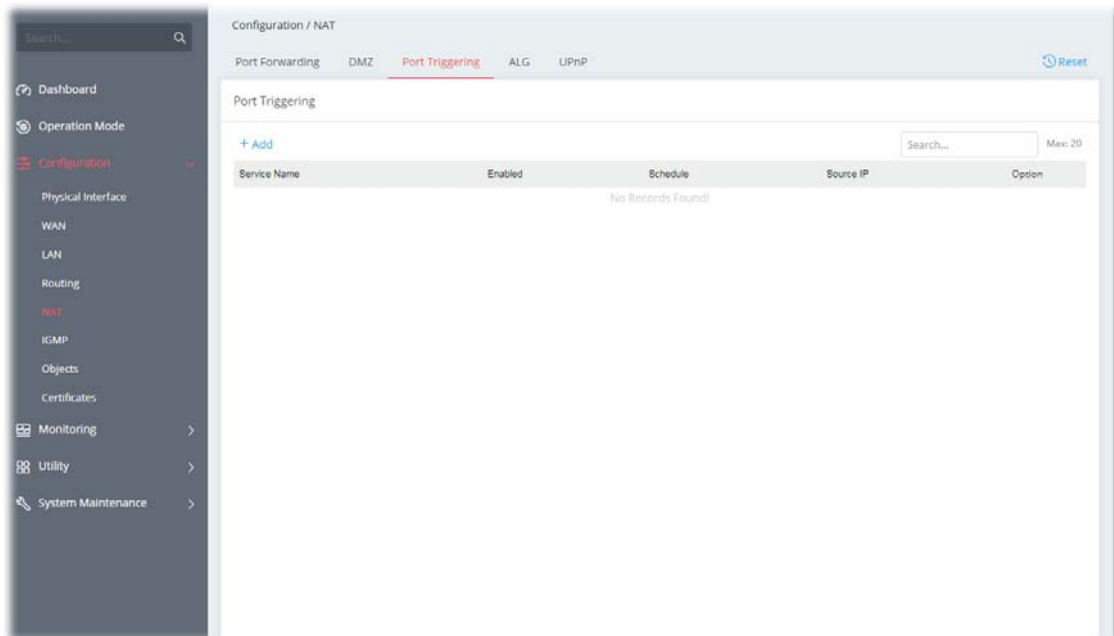 Search...
Dashboard
Operation Mode
Configuration
Physical Interface
WAN
LAN
Routing
NAT
IGMP
Objects
Certificates
Monitoring
Utility
System Maintenance
Configuration / NAT
Port Forwarding DMZ Port Triggering ALG UPnP Reset
Port Triggering
+ Add Search... Max: 20
Service Name Enabled Schedule Source IP Option
No Records Found!